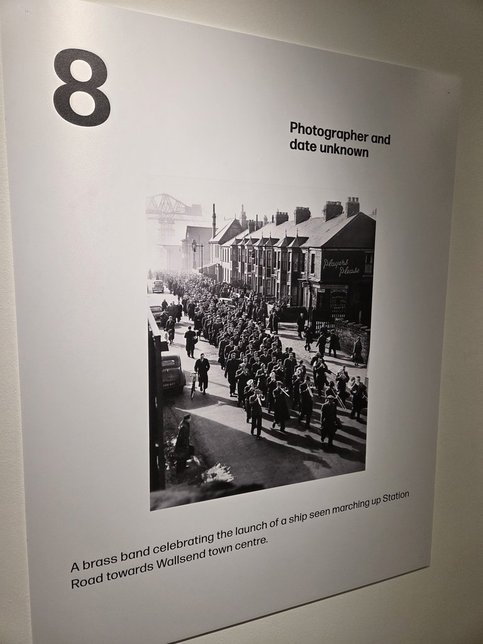 8
Photographer and
date unknown
Players
Please
A brass band celebrating the launch of a ship seen marching up Station
Road towards Wallsend town centre.